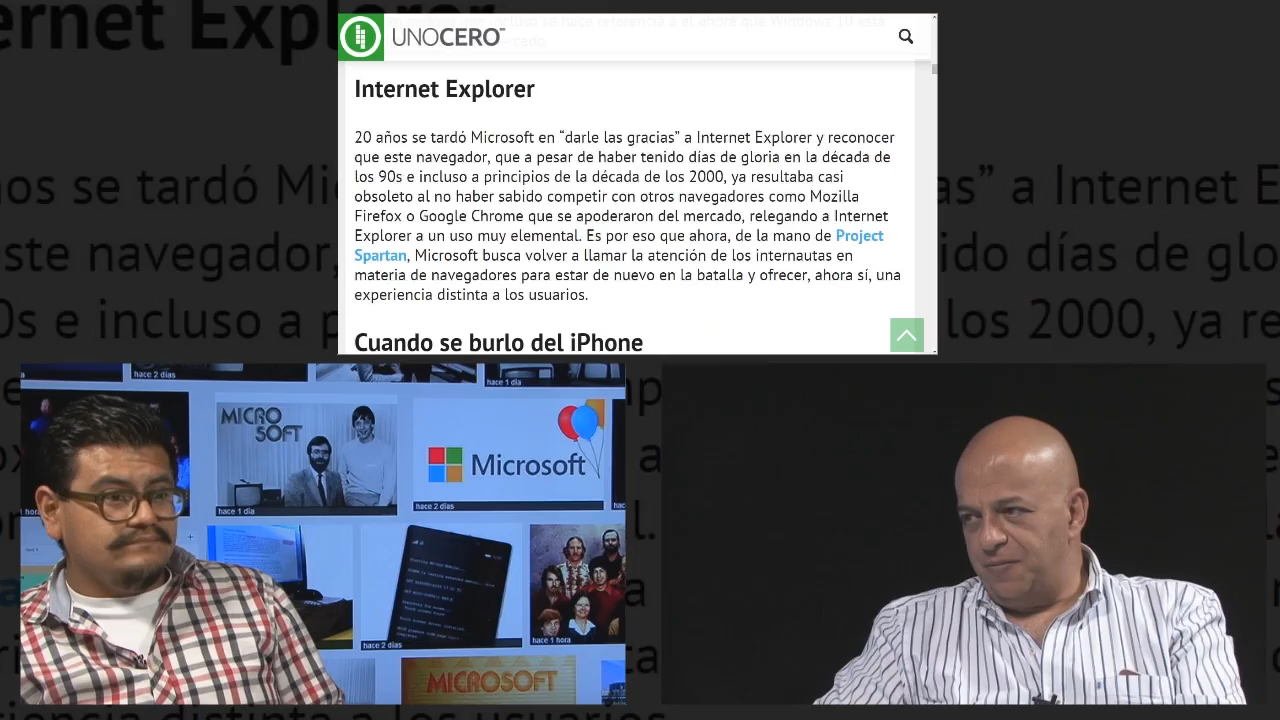 UNOCERO
Internet Explorer
20 años se tardó Microsoft en “darle las gracias” a Internet Explorer y reconocer
que este navegador, que a pesar de haber tenido días de gloria en la década de
los 90s e incluso a principios de la década de los 2000, ya resultaba casi
obsoleto al no haber sabido competir con otros navegadores como Mozilla
Firefox o Google Chrome que se apoderaron del mercado, relegando a Internet
Explorer a un uso muy elemental. Es por eso que ahora, de la mano de Project
Spartan, Microsoft busca volver a llamar la atención de los internautas en
materia de navegadores para estar de nuevo en la batalla y ofrecer, ahora sí, una
experiencia distinta a los usuarios.
Cuando se burlo del iPhone
hace 2 días
hace 1 día
MICRO
SOFT
Microsoft
hace 1 día
hace 2 días
hace 2 días
hace 1 hora
MICROSOFT